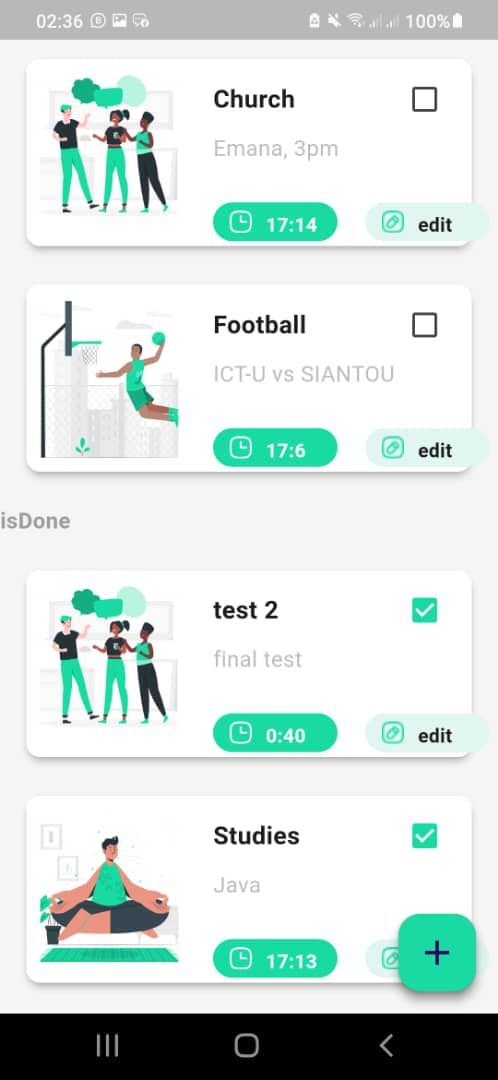 02:36 100%
Church
Emana, 3pm
17:14 edit
Football
ICT-U vs SIANTOU
17:6 edit
isDone
test 2
final test
0:40 edit
Studies
Java
17:13
+